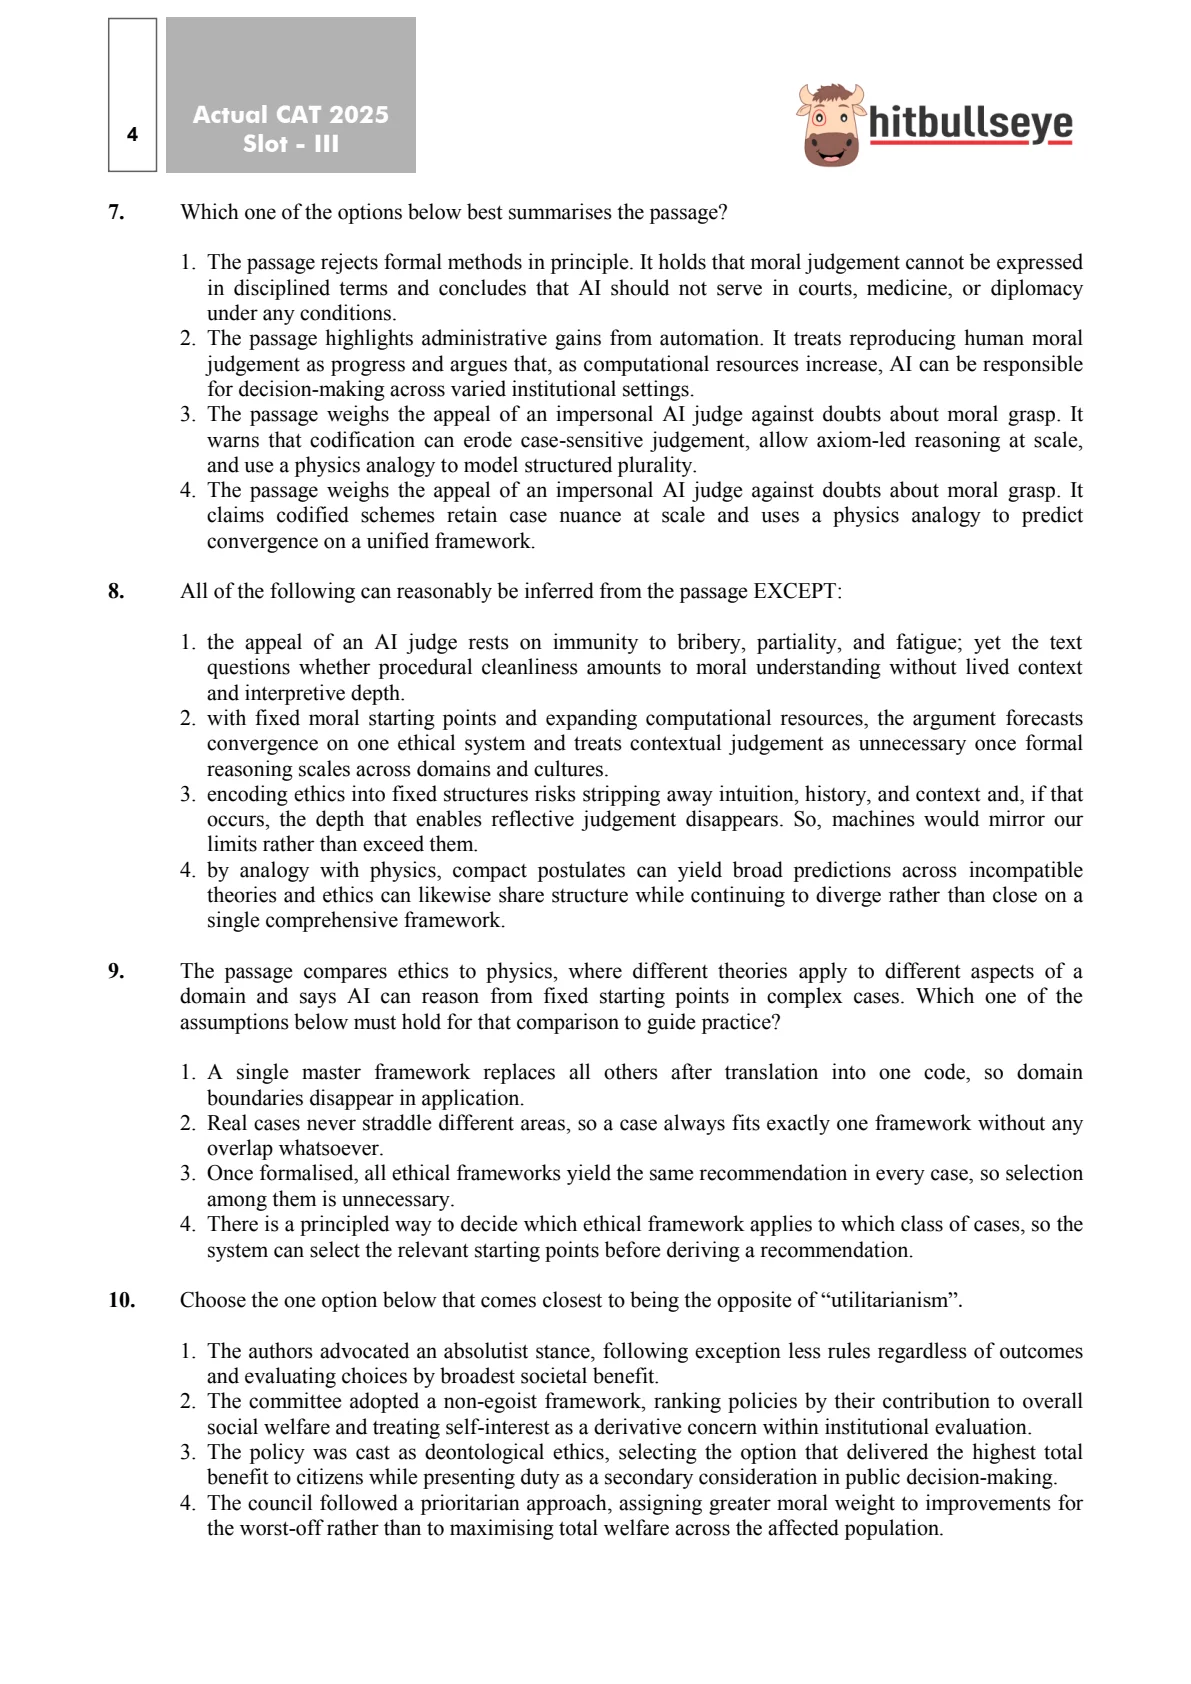 4
Actual CAT 2025
Slot - III
hitbullseye
7. Which one of the options below best summarises the passage?
1. The passage rejects formal methods in principle. It holds that moral judgement cannot be expressed
in disciplined terms and concludes that AI should not serve in courts, medicine, or diplomacy
under any conditions.
2. The passage highlights administrative gains from automation. It treats reproducing human moral
judgement as progress and argues that, as computational resources increase, AI can be responsible
for decision-making across varied institutional settings.
3. The passage weighs the appeal of an impersonal AI judge against doubts about moral grasp. It
warns that codification can erode case-sensitive judgement, allow axiom-led reasoning at scale,
and use a physics analogy to model structured plurality.
4. The passage weighs the appeal of an impersonal AI judge against doubts about moral grasp. It
claims codified schemes retain case nuance at scale and uses a physics analogy to predict
convergence on a unified framework.
8. All of the following can reasonably be inferred from the passage EXCEPT:
1. the appeal of an AI judge rests on immunity to bribery, partiality, and fatigue; yet the text
questions whether procedural cleanliness amounts to moral understanding without lived context
and interpretive depth.
2. with fixed moral starting points and expanding computational resources, the argument forecasts
convergence on one ethical system and treats contextual judgement as unnecessary once formal
reasoning scales across domains and cultures.
3. encoding ethics into fixed structures risks stripping away intuition, history, and context and, if that
occurs, the depth that enables reflective judgement disappears. So, machines would mirror our
limits rather than exceed them.
4. by analogy with physics, compact postulates can yield broad predictions across incompatible
theories and ethics can likewise share structure while continuing to diverge rather than close on a
single comprehensive framework.
9. The passage compares ethics to physics, where different theories apply to different aspects of a
domain and says AI can reason from fixed starting points in complex cases. Which one of the
assumptions below must hold for that comparison to guide practice?
1. A single master framework replaces all others after translation into one code, so domain
boundaries disappear in application.
2. Real cases never straddle different areas, so a case always fits exactly one framework without any
overlap whatsoever.
3. Once formalised, all ethical frameworks yield the same recommendation in every case, so selection
among them is unnecessary.
4. There is a principled way to decide which ethical framework applies to which class of cases, so the
system can select the relevant starting points before deriving a recommendation.
10. Choose the one option below that comes closest to being the opposite of “utilitarianism”.
1. The authors advocated an absolutist stance, following exception less rules regardless of outcomes
and evaluating choices by broadest societal benefit.
2. The committee adopted a non-egoist framework, ranking policies by their contribution to overall
social welfare and treating self-interest as a derivative concern within institutional evaluation.
3. The policy was cast as deontological ethics, selecting the option that delivered the highest total
benefit to citizens while presenting duty as a secondary consideration in public decision-making.
4. The council followed a prioritarian approach, assigning greater moral weight to improvements for
the worst-off rather than to maximising total welfare across the affected population.